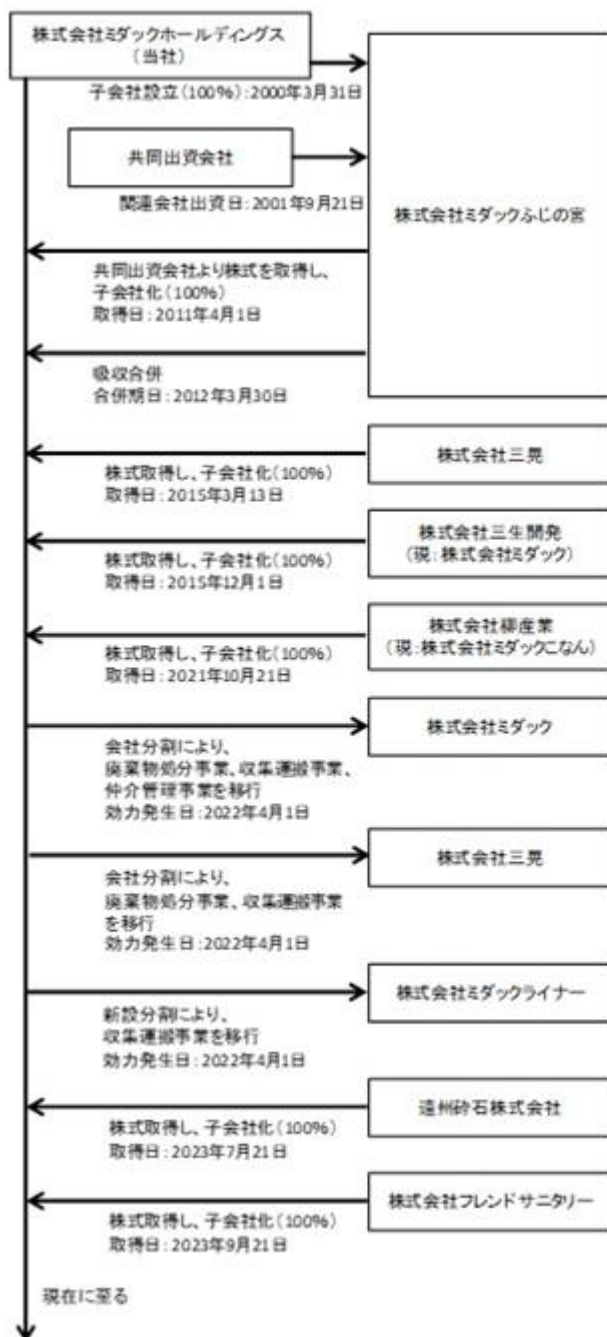 株式会社ミダックホールディングス
(当社)
子会社設立(100%):2000年3月31日
共同出資会社
関連会社出資日:2001年9月21日
株式会社ミダックふじの宮
共同出資会社より株式を取得し、
子会社化(100%)
取得日:2011年4月1日
吸収合併
合併期日:2012年3月30日
株式会社三晃
株式取得し、子会社化(100%)
取得日:2015年3月13日
株式会社三生開発
(現:株式会社ミダック)
株式取得し、子会社化(100%)
取得日:2015年12月1日
株式会社柳産業
(現:株式会社ミダックこなん)
株式取得し、子会社化(100%)
取得日:2021年10月21日
株式会社ミダック
会社分割により、
廃棄物処分事業、収集運搬事業、
仲介管理事業を移行
効力発生日:2022年4月1日
株式会社三晃
会社分割により、
廃棄物処分事業、収集運搬事業
を移行
効力発生日:2022年4月1日
株式会社ミダックライナー
新設分割により、
収集運搬事業を移行
効力発生日:2022年4月1日
遠州砕石株式会社
株式取得し、子会社化(100%)
取得日:2023年7月21日
株式会社フレンドサニタリー
株式取得し、子会社化(100%)
取得日:2023年9月21日
現在に至る